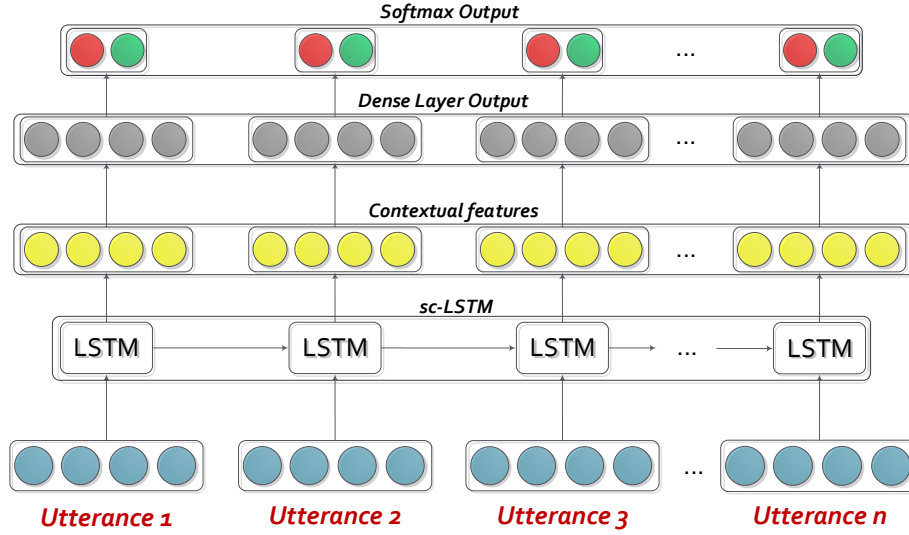 Softmax Output
...
Dense Layer Output
...
Contextual features
...
sc-LSTM
LSTM LSTM LSTM ... LSTM
...
Utterance 1 Utterance 2 Utterance 3 Utterance n